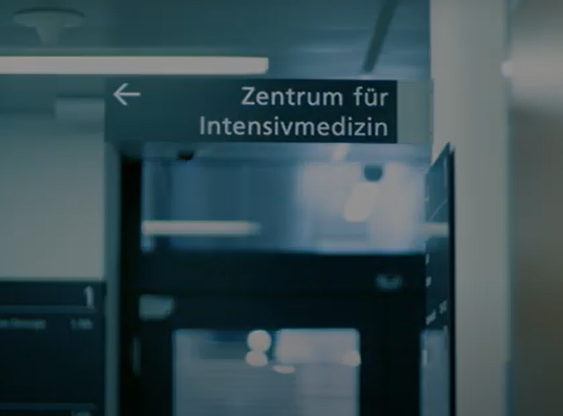 ← Zentrum für
Intensivmedizin